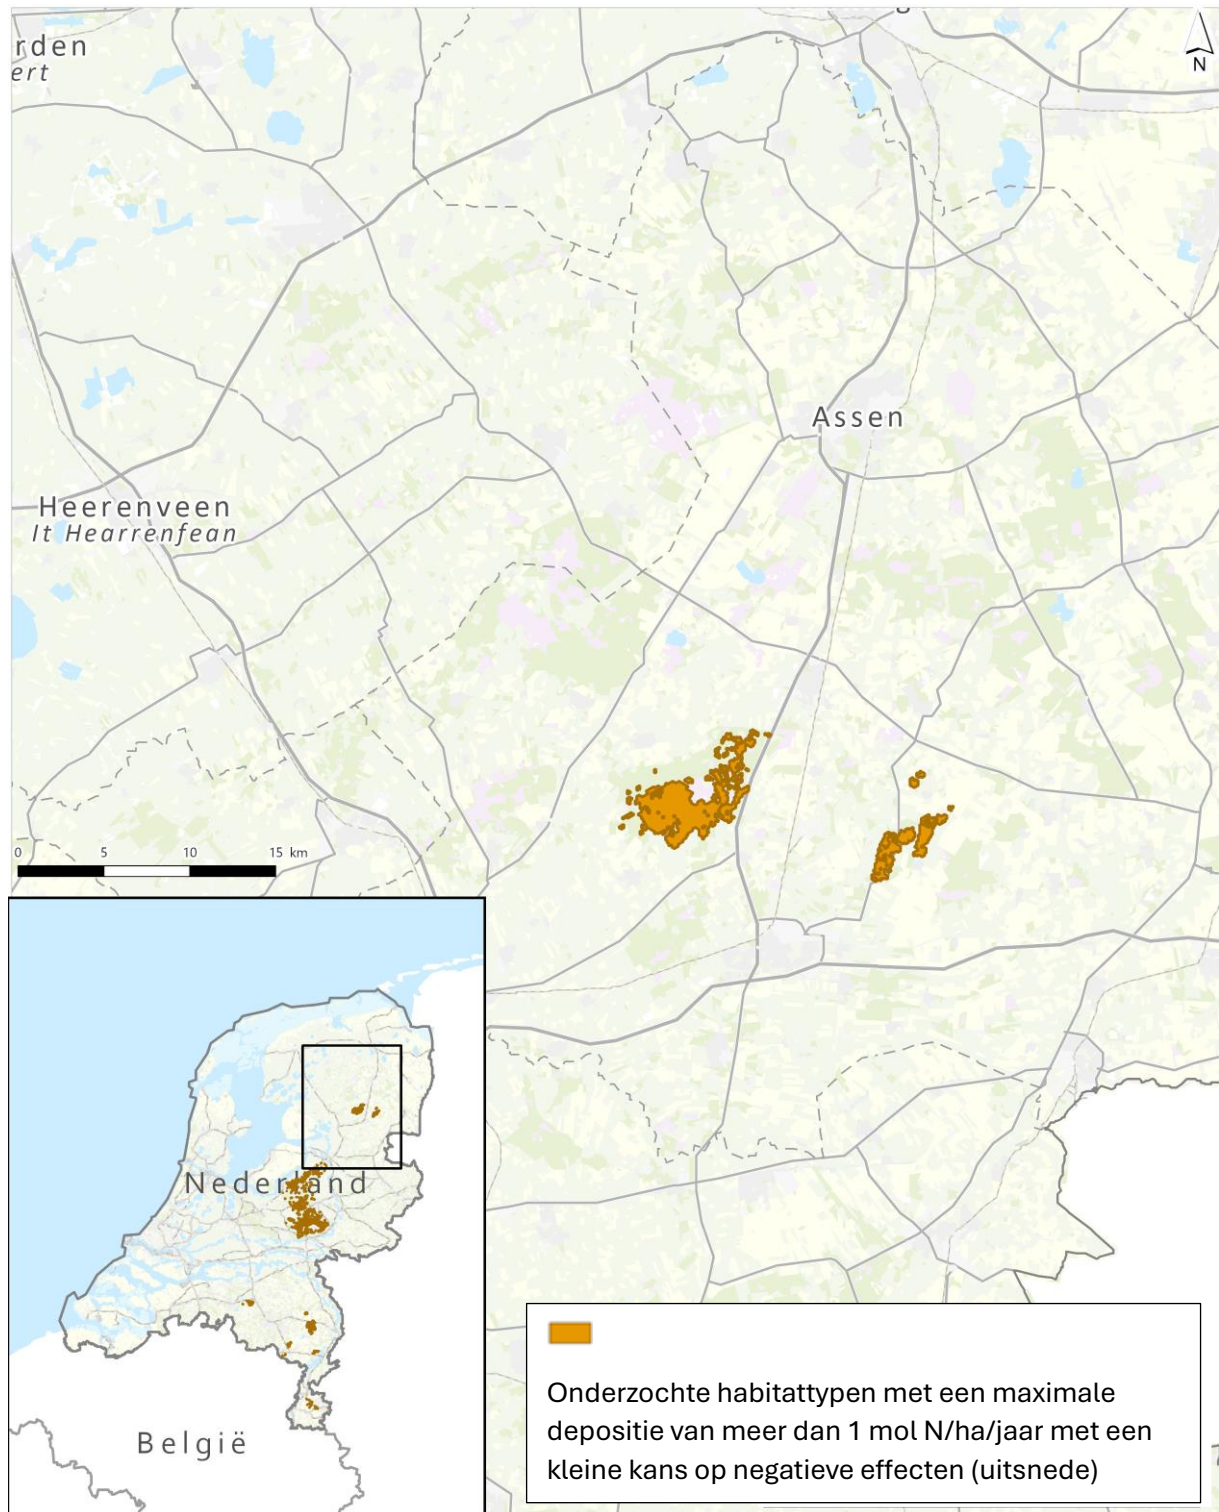 rden
ert
N
Assen
Heerenveen
It Hearrenfean
0 5 10 15 km
Nederland
België
Onderzochte habitattypen met een maximale
depositie van meer dan 1 mol N/ha/jaar met een
kleine kans op negatieve effecten (uitsnede)